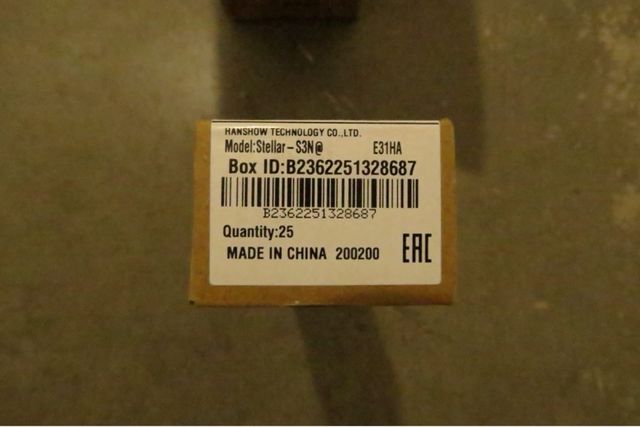 HANSHOW TECHNOLOGY CO.,LTD.
Model:Stellar-S3N@ E31HA
Box ID:B2362251328687
B2362251328687
Quantity:25
MADE IN CHINA 200200 EAC